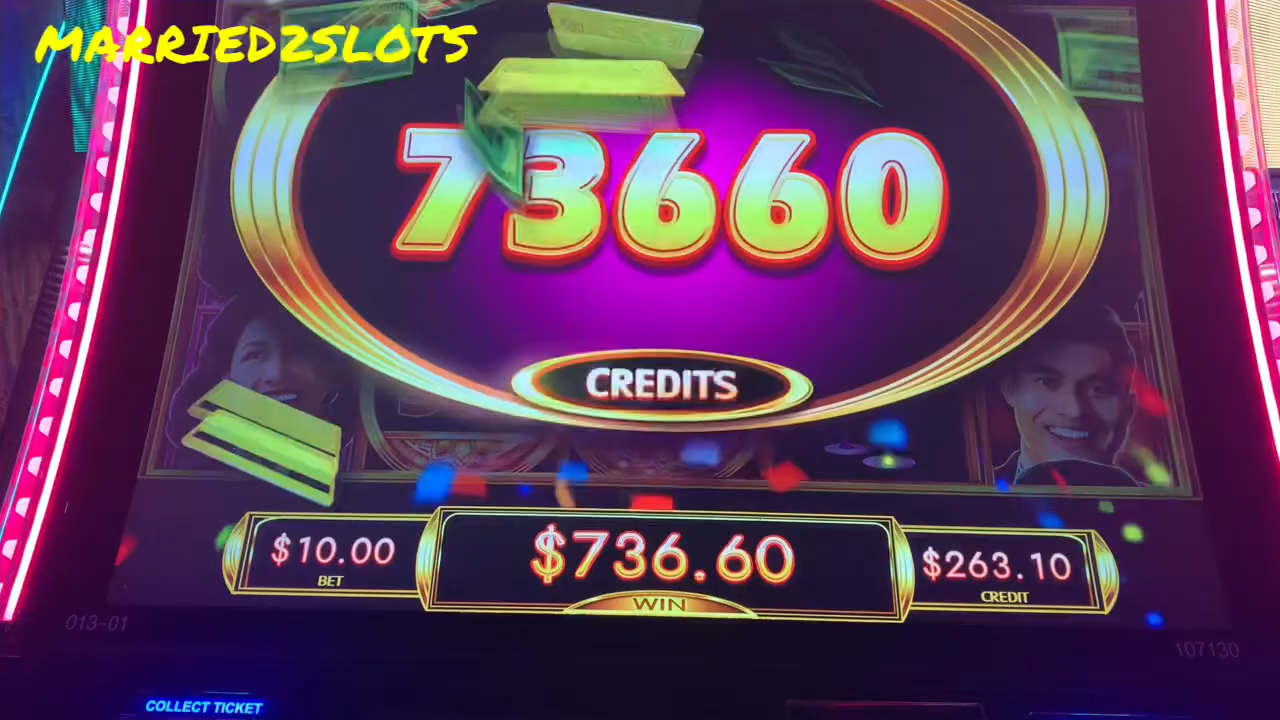 MARRIED2SLOTS
73660
CREDITS
$10.00
BET
$736.60
WIN
$263.10
CREDIT
013-01
107130
COLLECT TICKET